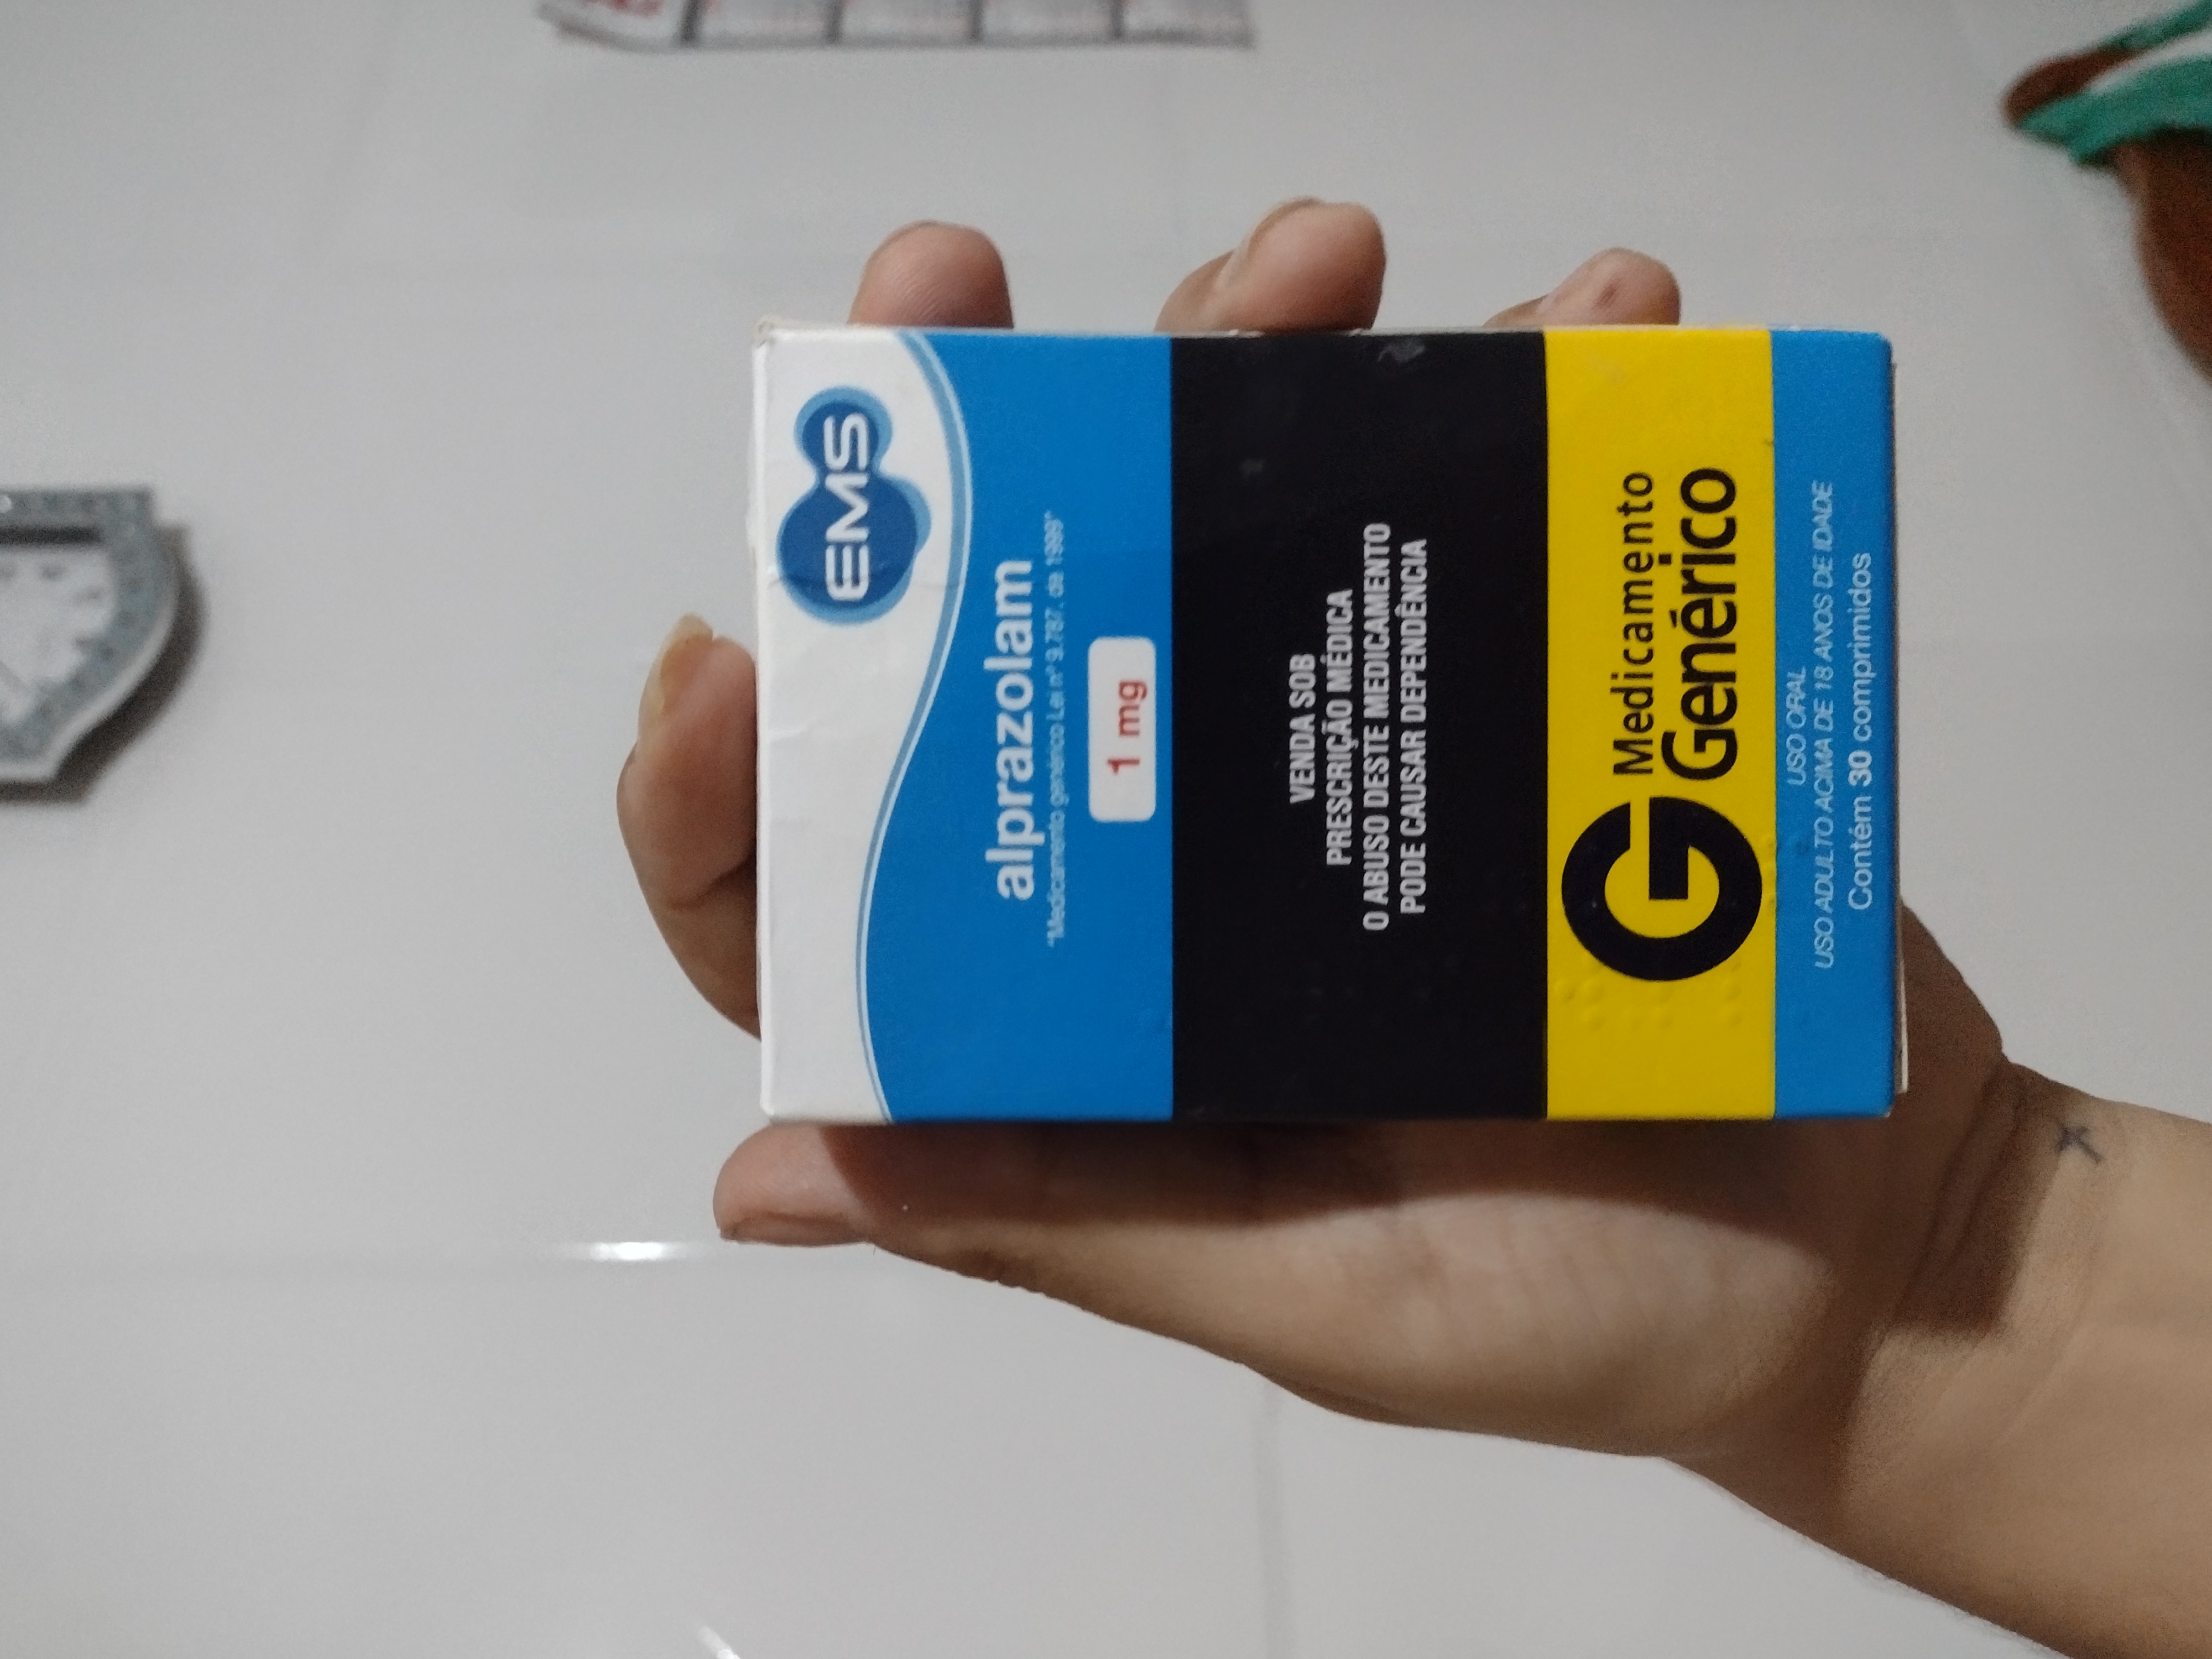 EMS
alprazolam
"Medicamento genérico Lei nº 9.787, de 1999"
1 mg
VENDA SOB
PRESCRIÇÃO MÉDICA
O ABUSO DESTE MEDICAMENTO
PODE CAUSAR DEPENDÊNCIA
G Medicamento
Genérico
USO ORAL
USO ADULTO ACIMA DE 18 ANOS DE IDADE
Contém 30 comprimidos